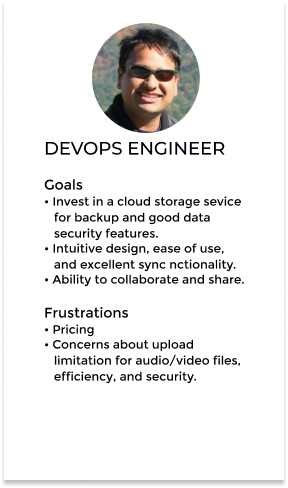 DEVOPS ENGINEER
Goals
• Invest in a cloud storage sevice
for backup and good data
security features.
• Intuitive design, ease of use,
and excellent sync nctionality.
• Ability to collaborate and share.
Frustrations
• Pricing
• Concerns about upload
limitation for audio/video files,
efficiency, and security.